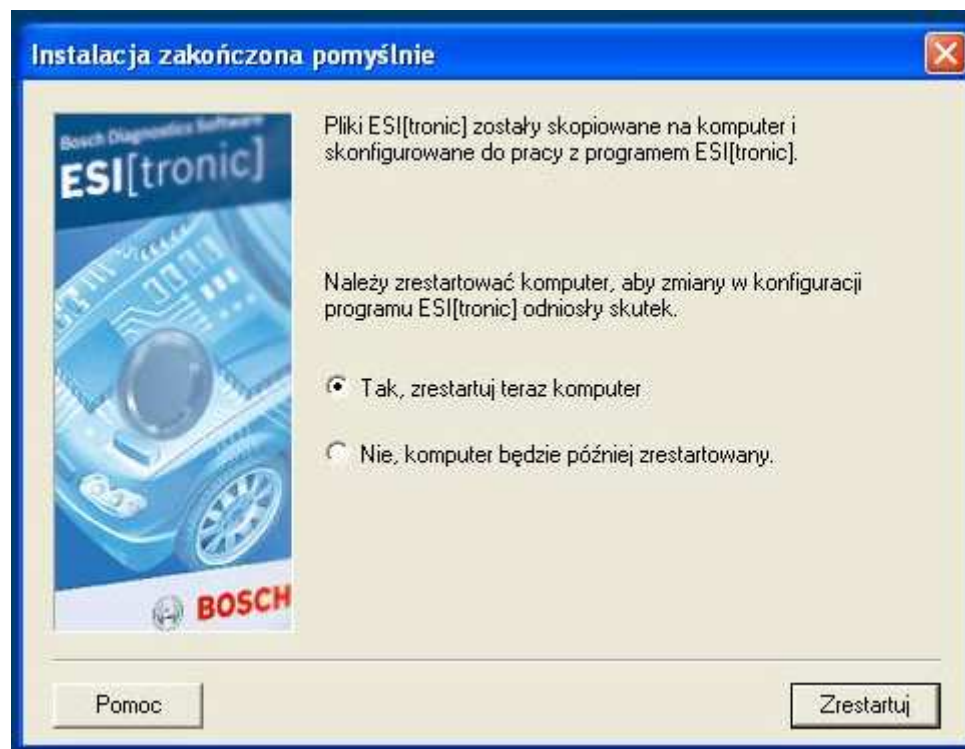 Instalacja zakończona pomyślnie
Bosch Diagnostics Software
ESI[tronic]
Pliki ESI[tronic] zostały skopiowane na komputer i
skonfigurowane do pracy z programem ESI[tronic].
Należy zrestartować komputer, aby zmiany w konfiguracji
programu ESI[tronic] odniosły skutek.
Tak, zrestartuj teraz komputer
Nie, komputer będzie później zrestartowany.
BOSCH
Pomoc
Zrestartuj